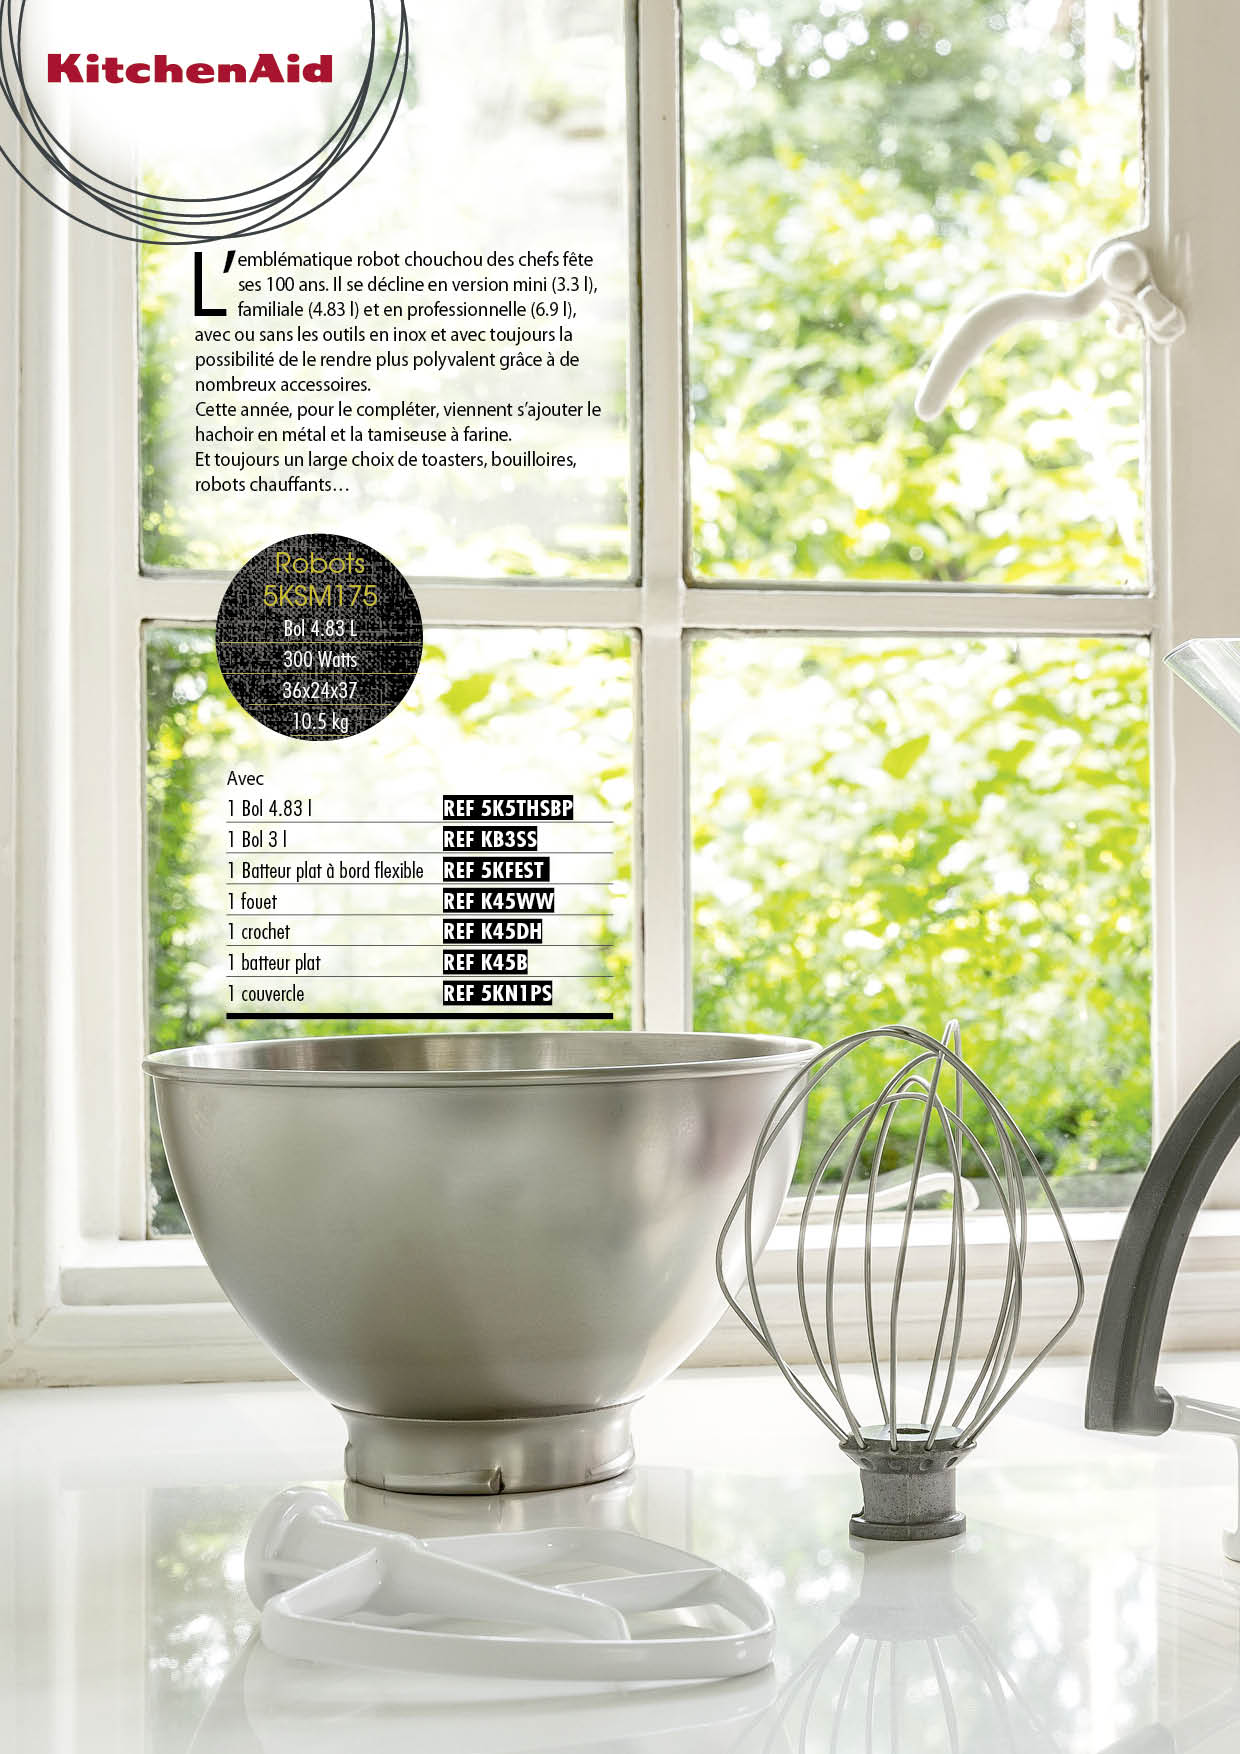 KitchenAid
L’emblématique robot chouchou des chefs fête
ses 100 ans. Il se décline en version mini (3.3 l),
familiale (4.83 l) et en professionnelle (6.9 l),
avec ou sans les outils en inox et avec toujours la
possibilité de le rendre plus polyvalent grâce à de
nombreux accessoires.
Cette année, pour le compléter, viennent s’ajouter le
hachoir en métal et la tamiseuse à farine.
Et toujours un large choix de toasters, bouilloires,
robots chauffants…
Robots
5KSM175
Bol 4.83 L
300 Watts
36x24x37
10.5 kg
Avec
1 Bol 4.83 l REF 5K5THSBP
1 Bol 3 l REF KB3SS
1 Batteur plat à bord flexible REF 5KFEST
1 fouet REF K45WW
1 crochet REF K45DH
1 batteur plat REF K45B
1 couvercle REF 5KN1PS